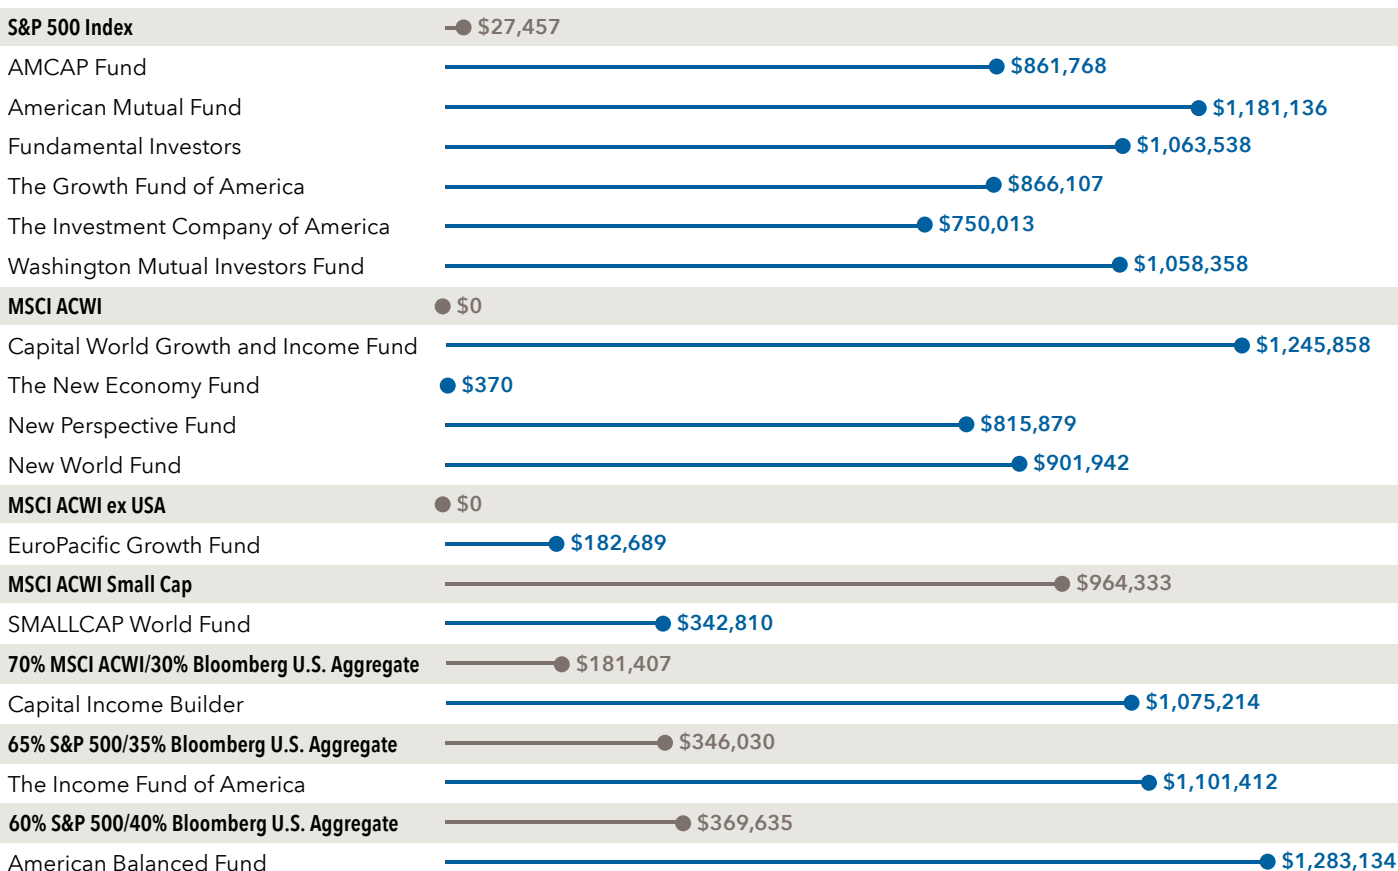 S&P 500 Index $27,457
AMCAP Fund $861,768
American Mutual Fund $1,181,136
Fundamental Investors $1,063,538
The Growth Fund of America $866,107
The Investment Company of America $750,013
Washington Mutual Investors Fund $1,058,358
MSCI ACWI $0
Capital World Growth and Income Fund $1,245,858
The New Economy Fund $370
New Perspective Fund $815,879
New World Fund $901,942
MSCI ACWI ex USA $0
EuroPacific Growth Fund $182,689
MSCI ACWI Small Cap $964,333
SMALLCAP World Fund $342,810
70% MSCI ACWI/30% Bloomberg U.S. Aggregate $181,407
Capital Income Builder $1,075,214
65% S&P 500/35% Bloomberg U.S. Aggregate $346,030
The Income Fund of America $1,101,412
60% S&P 500/40% Bloomberg U.S. Aggregate $369,635
American Balanced Fund $1,283,134